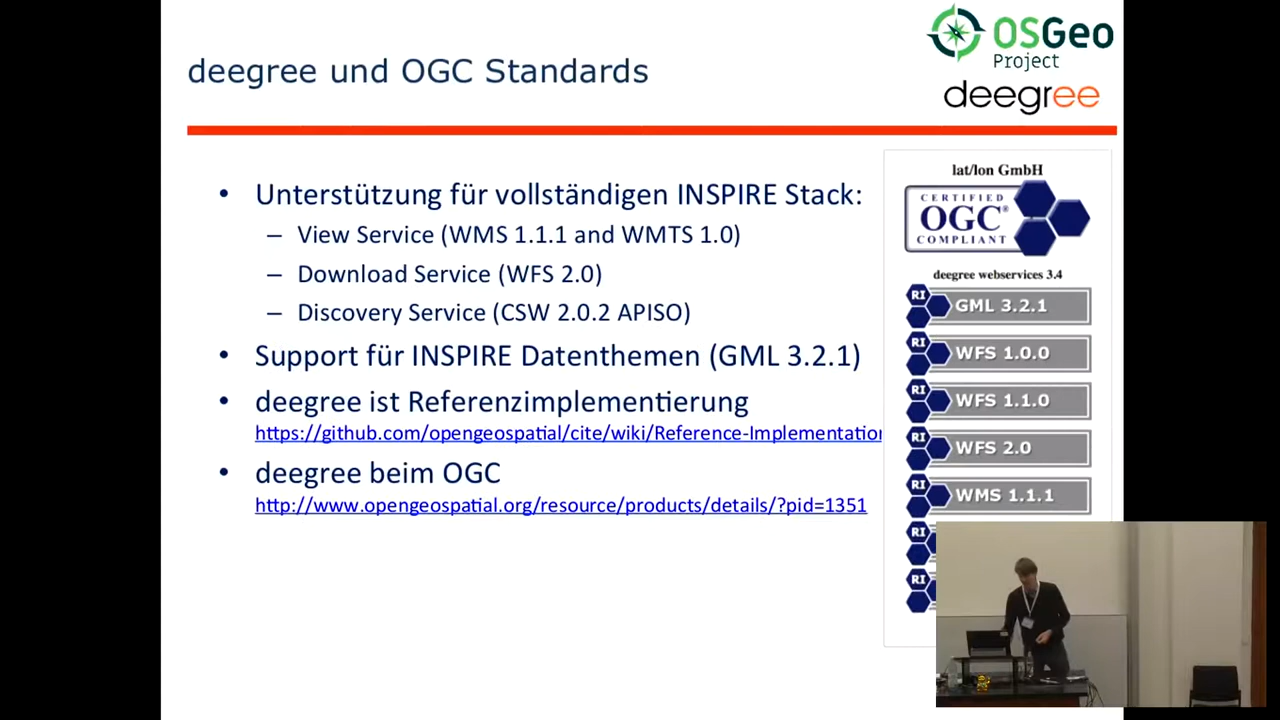 OSGeo
Project
deegree
deegree und OGC Standards
• Unterstützung für vollständigen INSPIRE Stack:
– View Service (WMS 1.1.1 and WMTS 1.0)
– Download Service (WFS 2.0)
– Discovery Service (CSW 2.0.2 APISO)
• Support für INSPIRE Datenthemen (GML 3.2.1)
• deegree ist Referenzimplementierung
https://github.com/opengeospatial/cite/wiki/Reference-Implementation
• deegree beim OGC
http://www.opengeospatial.org/resource/products/details/?pid=1351
lat/lon GmbH
CERTIFIED
OGC®
COMPLIANT
deegree webservices 3.4
RI GML 3.2.1
RI WFS 1.0.0
RI WFS 1.1.0
RI WFS 2.0
RI WMS 1.1.1
RI
RI